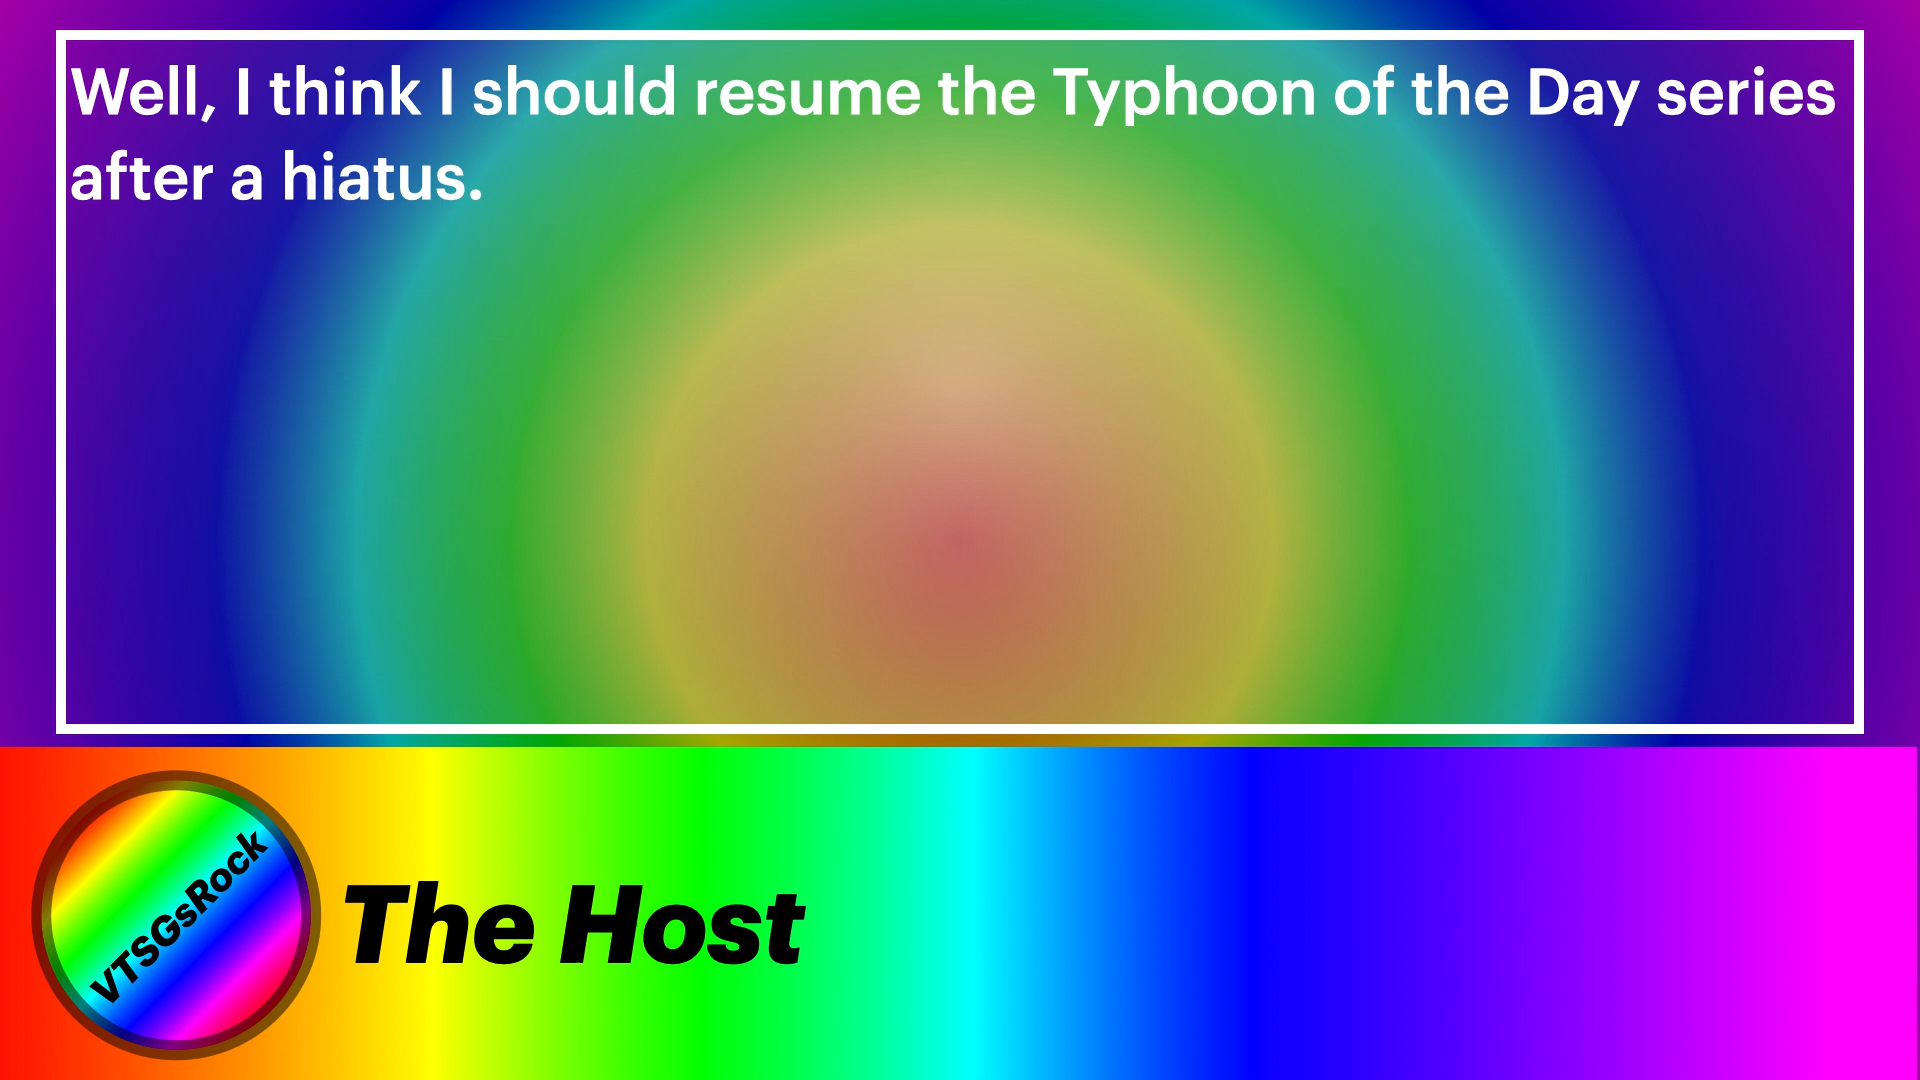 Well, I think I should resume the Typhoon of the Day series
after a hiatus.
VTSGsRock
The Host